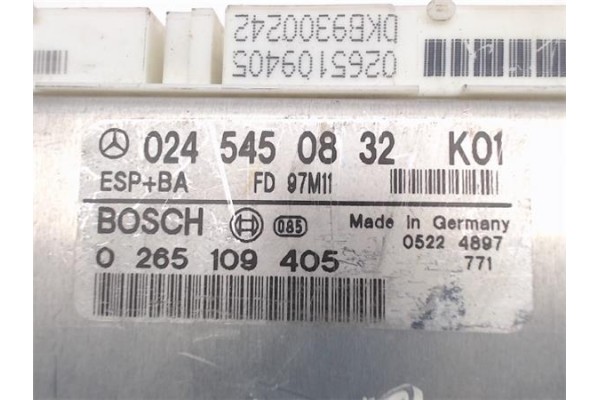 DKB9300242
0265109405
024 545 08 32 K01
ESP+BA FD 97M11
BOSCH 085 Made in Germany
0522 4897
0 265 109 405 771